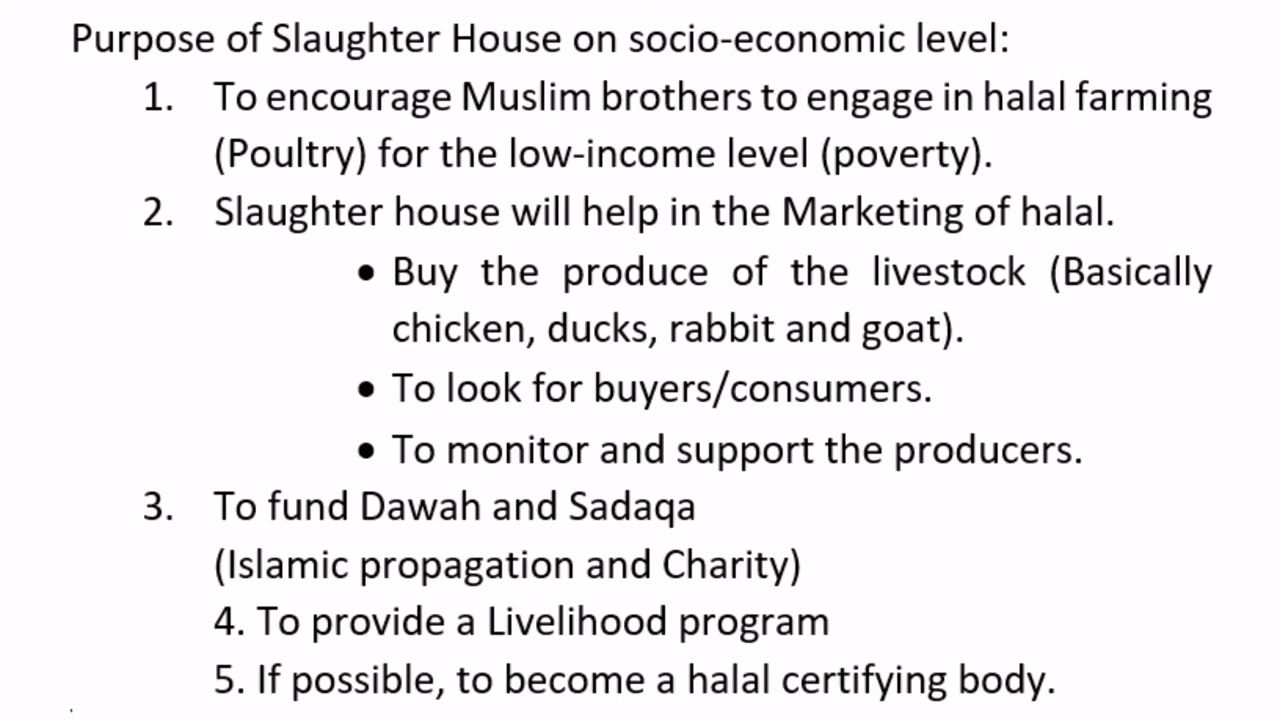 Purpose of Slaughter House on socio-economic level:
1. To encourage Muslim brothers to engage in halal farming
(Poultry) for the low-income level (poverty).
2. Slaughter house will help in the Marketing of halal.
• Buy the produce of the livestock (Basically
chicken, ducks, rabbit and goat).
• To look for buyers/consumers.
• To monitor and support the producers.
3. To fund Dawah and Sadaqa
(Islamic propagation and Charity)
4. To provide a Livelihood program
5. If possible, to become a halal certifying body.